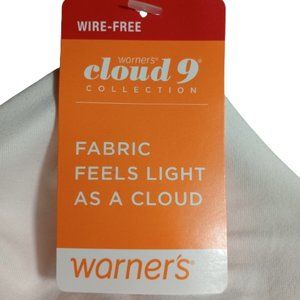 WIRE-FREE
warner's®
cloud 9®
COLLECTION
FABRIC
FEELS LIGHT
AS A CLOUD
warner's®